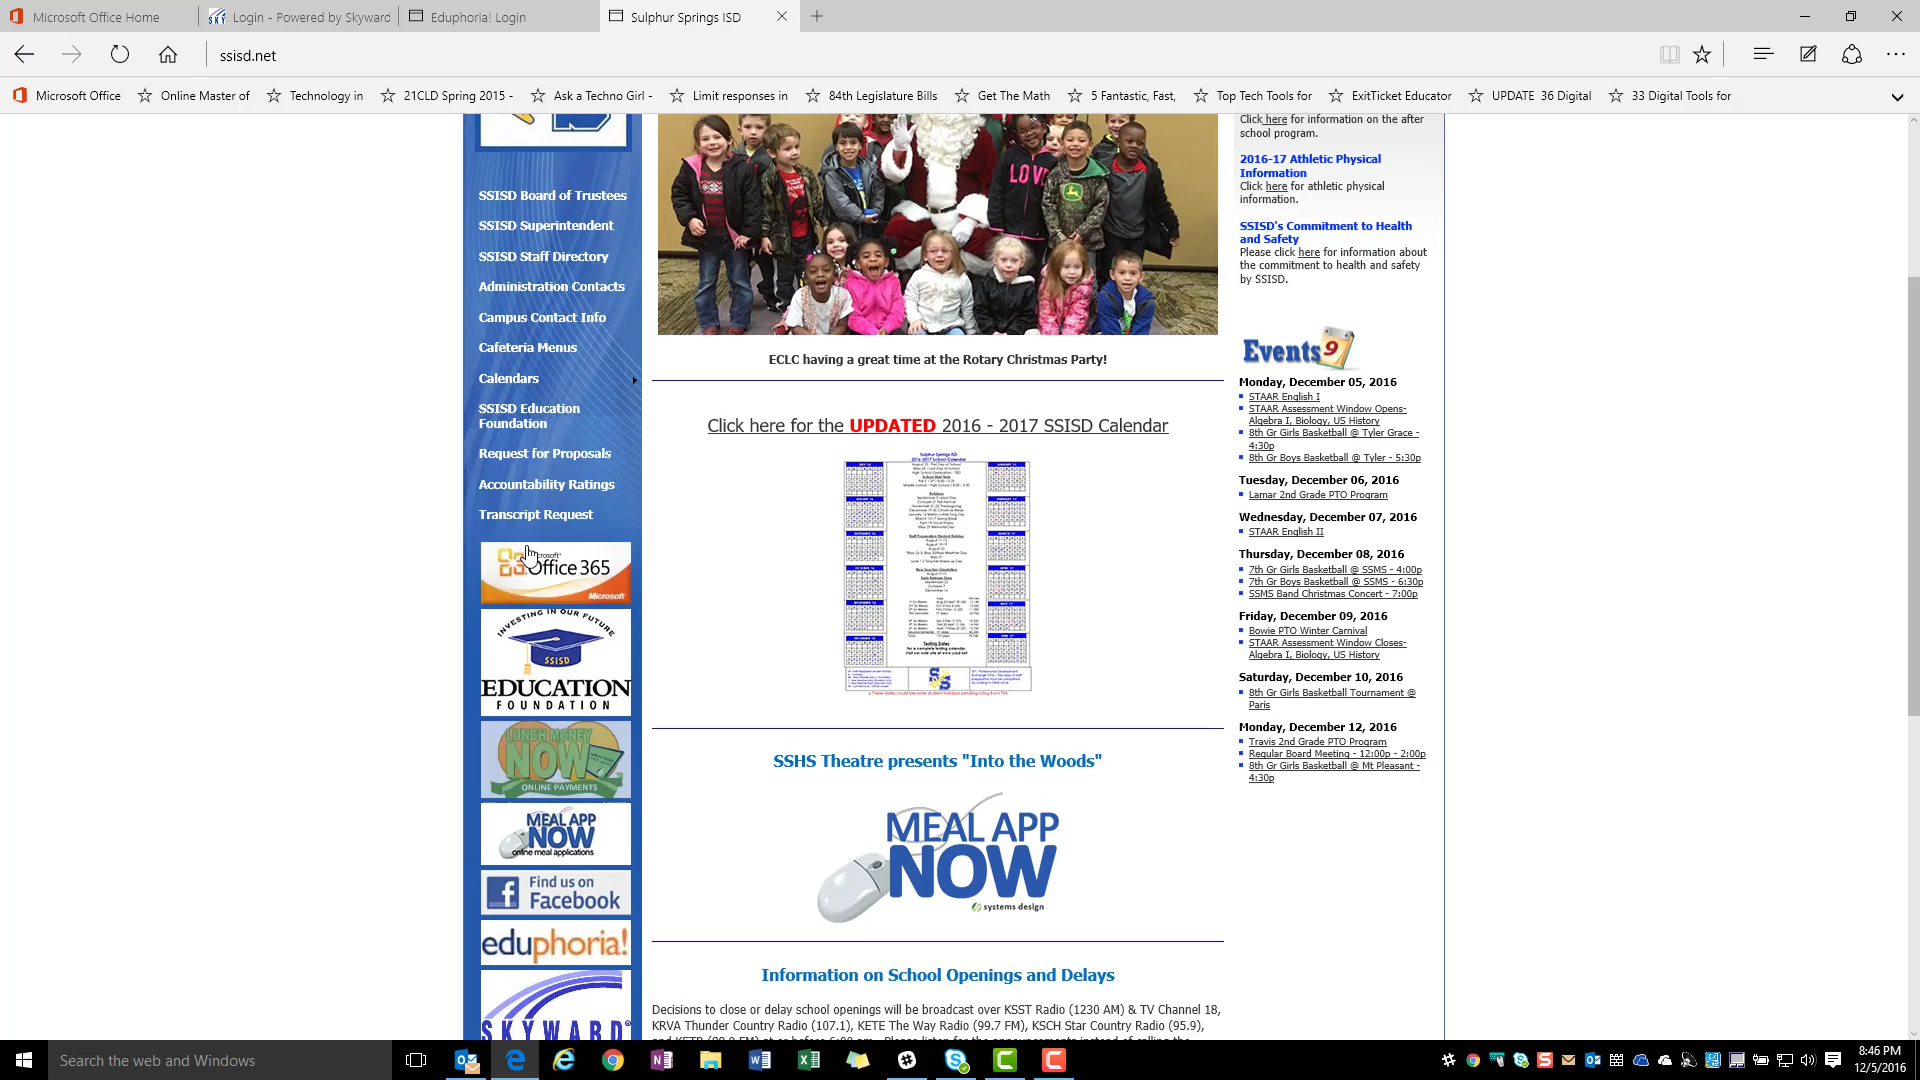 Microsoft Office Home
Login - Powered by Skyward
Eduphoria! Login
Sulphur Springs ISD
ssisd.net
Microsoft Office
Online Master of
Technology in
21CLD Spring 2015 -
Ask a Techno Girl -
Limit responses in
84th Legislature Bills
Get The Math
5 Fantastic, Fast,
Top Tech Tools for
ExitTicket Educator
UPDATE 36 Digital
33 Digital Tools for
SSISD Board of Trustees
SSISD Superintendent
SSISD Staff Directory
Administration Contacts
Campus Contact Info
Cafeteria Menus
Calendars
SSISD Education
Foundation
Request for Proposals
Accountability Ratings
Transcript Request
Office 365
Microsoft
INVESTING IN OUR FUTURE
SSISD
EDUCATION
FOUNDATION
LUNCH MONEY
NOW
ONLINE PAYMENTS
MEAL APP
NOW
online meal applications
Find us on
Facebook
eduphoria!
SKYWARD
LOVE
ECLC having a great time at the Rotary Christmas Party!
Click here for the UPDATED 2016 - 2017 SSISD Calendar
Sulphur Springs ISD
2016-2017 School Calendar
SSHS Theatre presents "Into the Woods"
MEAL APP
NOW
systems design
Information on School Openings and Delays
Decisions to close or delay school openings will be broadcast over KSST Radio (1230 AM) & TV Channel 18,
KRVA Thunder Country Radio (107.1), KETE The Way Radio (99.7 FM), KSCH Star Country Radio (95.9),
Click here for information on the after
school program.
2016-17 Athletic Physical
Information
Click here for athletic physical
information.
SSISD's Commitment to Health
and Safety
Please click here for information about
the commitment to health and safety
by SSISD.
Events 9
Monday, December 05, 2016
STAAR English I
STAAR Assessment Window Opens-
Algebra I, Biology, US History
8th Gr Girls Basketball @ Tyler Grace -
4:30p
8th Gr Boys Basketball @ Tyler - 5:30p
Tuesday, December 06, 2016
Lamar 2nd Grade PTO Program
Wednesday, December 07, 2016
STAAR English II
Thursday, December 08, 2016
7th Gr Girls Basketball @ SSMS - 4:00p
7th Gr Boys Basketball @ SSMS - 6:30p
SSMS Band Christmas Concert - 7:00p
Friday, December 09, 2016
Bowie PTO Winter Carnival
STAAR Assessment Window Closes-
Algebra I, Biology, US History
Saturday, December 10, 2016
8th Gr Girls Basketball Tournament @
Paris
Monday, December 12, 2016
Travis 2nd Grade PTO Program
Regular Board Meeting - 12:00p - 2:00p
8th Gr Girls Basketball @ Mt Pleasant -
4:30p
Search the web and Windows
8:46 PM
12/5/2016